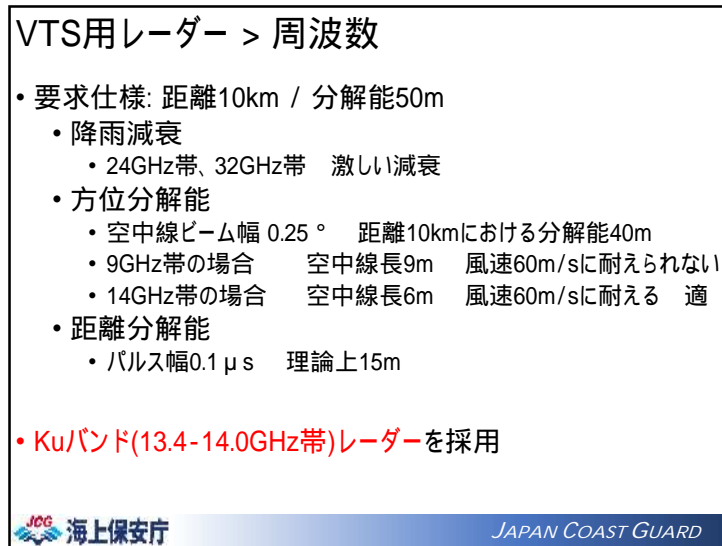 VTS用レーダー > 周波数
• 要求仕様: 距離10km / 分解能50m
• 降雨減衰
• 24GHz帯、32GHz帯 激しい減衰
• 方位分解能
• 空中線ビーム幅 0.25 ° 距離10kmにおける分解能40m
• 9GHz帯の場合 空中線長9m 風速60m/sに耐えられない
• 14GHz帯の場合 空中線長6m 風速60m/sに耐える 適
• 距離分解能
• パルス幅0.1 μ s 理論上15m
• Kuバンド(13.4-14.0GHz帯)レーダーを採用
JCG 海上保安庁 JAPAN COAST GUARD